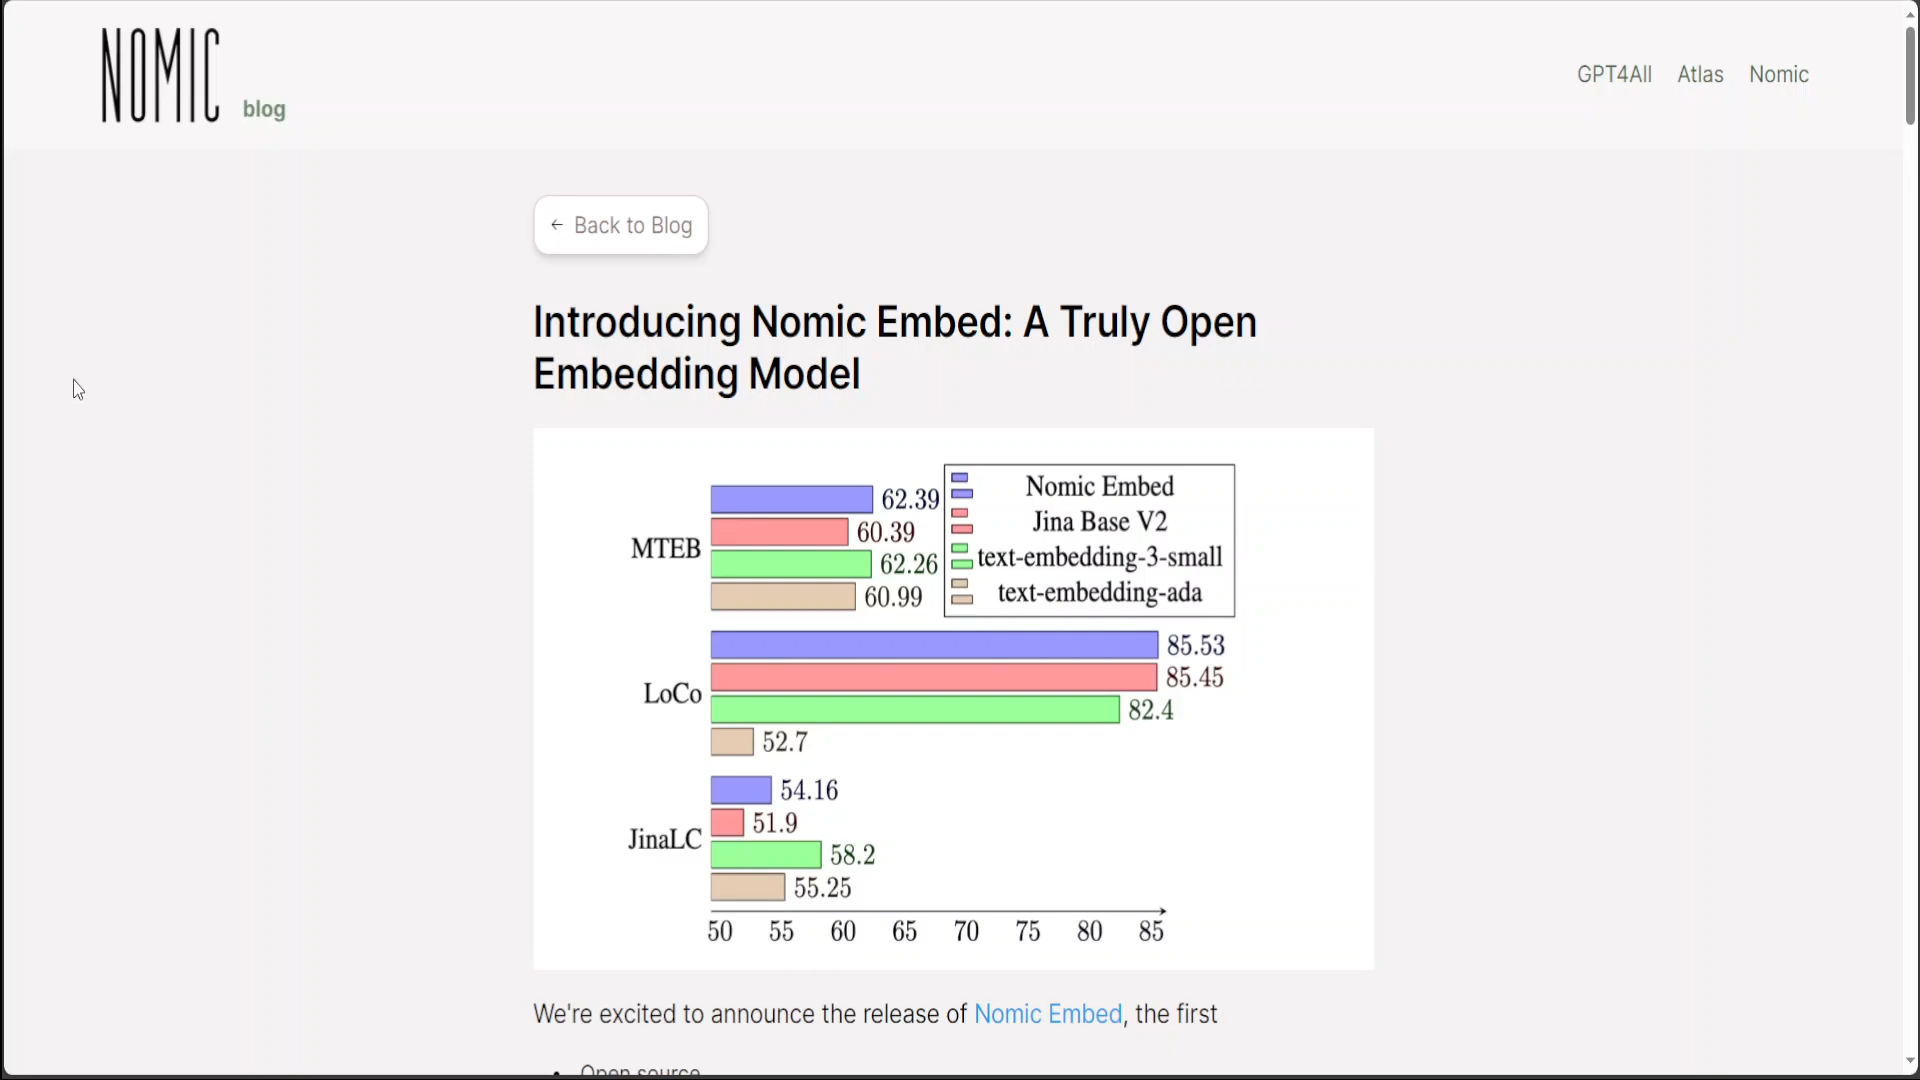 NOMIC blog
GPT4All Atlas Nomic
← Back to Blog
Introducing Nomic Embed: A Truly Open
Embedding Model
MTEB
62.39
60.39
62.26
60.99
Nomic Embed
Jina Base V2
text-embedding-3-small
text-embedding-ada
LoCo
85.53
85.45
82.4
52.7
JinaLC
54.16
51.9
58.2
55.25
50 55 60 65 70 75 80 85
We're excited to announce the release of Nomic Embed, the first
• Open source